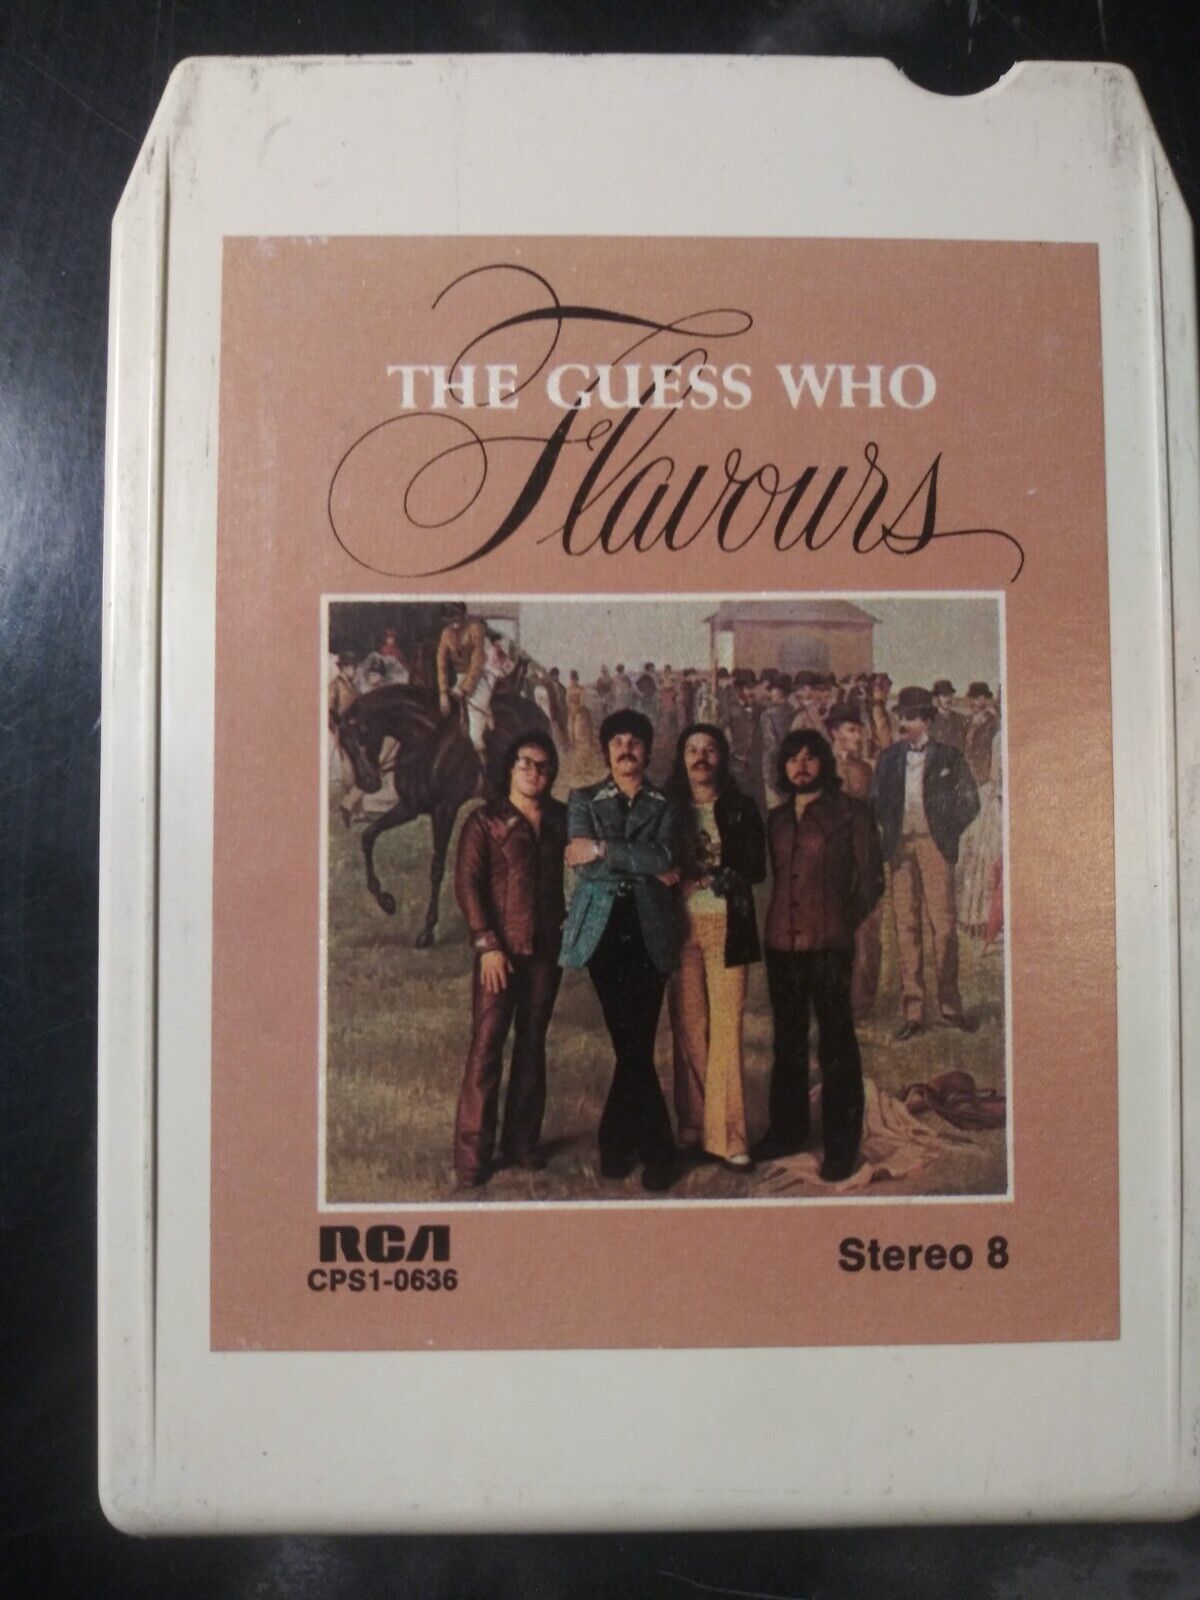 THE GUESS WHO
Flavours
RCA
CPS1-0636
Stereo 8